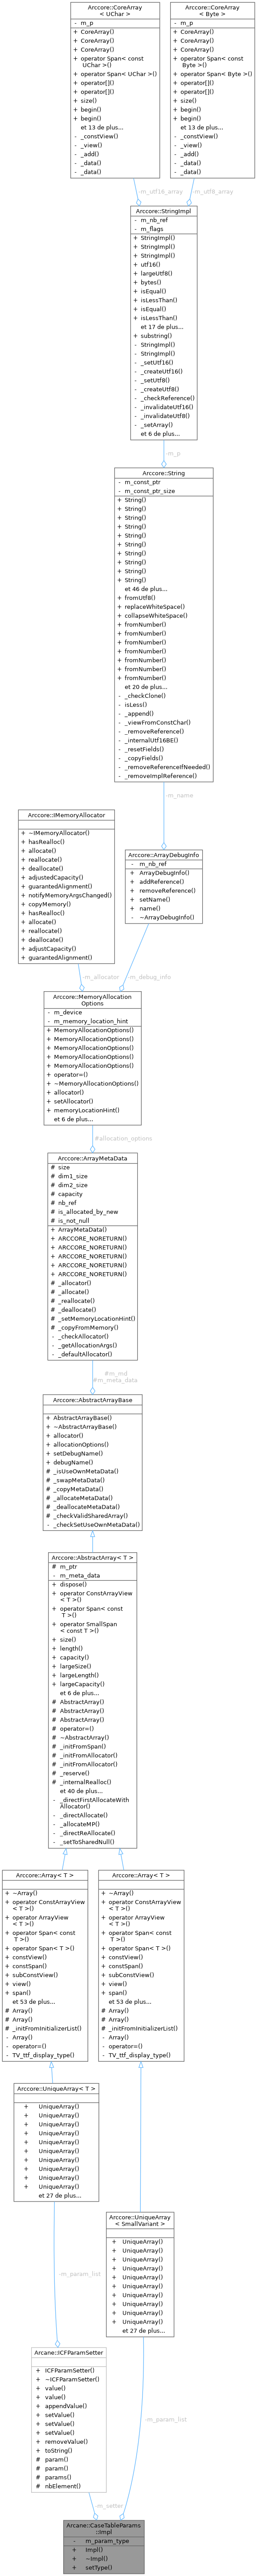 Arccore::CoreArray
< UChar >
- m_p
+ CoreArray()
+ CoreArray()
+ CoreArray()
+ operator Span< const
UChar >()
+ operator Span< UChar >()
+ operator[]()
+ operator[]()
+ size()
+ begin()
+ begin()
et 13 de plus...
- _constView()
- _view()
- _add()
- _data()
- _data()
Arccore::CoreArray
< Byte >
- m_p
+ CoreArray()
+ CoreArray()
+ CoreArray()
+ operator Span< const
Byte >()
+ operator Span< Byte >()
+ operator[]()
+ operator[]()
+ size()
+ begin()
+ begin()
et 13 de plus...
- _constView()
- _view()
- _add()
- _data()
- _data()
-m_utf16_array
-m_utf8_array
Arccore::StringImpl
- m_nb_ref
- m_flags
+ StringImpl()
+ StringImpl()
+ StringImpl()
+ utf16()
+ largeUtf8()
+ bytes()
+ isEqual()
+ isLessThan()
+ isEqual()
+ isLessThan()
et 17 de plus...
+ substring()
- StringImpl()
- StringImpl()
- _setUtf16()
- _createUtf16()
- _setUtf8()
- _createUtf8()
- _checkReference()
- _invalidateUtf16()
- _invalidateUtf8()
- _setArray()
et 6 de plus...
-m_p
Arccore::String
- m_const_ptr
- m_const_ptr_size
+ String()
+ String()
+ String()
+ String()
+ String()
+ String()
+ String()
+ String()
+ String()
+ String()
et 46 de plus...
+ fromUtf8()
+ replaceWhiteSpace()
+ collapseWhiteSpace()
+ fromNumber()
+ fromNumber()
+ fromNumber()
+ fromNumber()
+ fromNumber()
+ fromNumber()
+ fromNumber()
et 20 de plus...
- _checkClone()
- isLess()
- _append()
- _viewFromConstChar()
- _removeReference()
- _internalUtf16BE()
- _resetFields()
- _copyFields()
- _removeReferenceIfNeeded()
- _removeImplReference()
-m_name
Arccore::IMemoryAllocator
+ ~IMemoryAllocator()
+ hasRealloc()
+ allocate()
+ reallocate()
+ deallocate()
+ adjustedCapacity()
+ guarantedAlignment()
+ notifyMemoryArgsChanged()
+ copyMemory()
+ hasRealloc()
+ allocate()
+ reallocate()
+ deallocate()
+ adjustCapacity()
+ guarantedAlignment()
Arccore::ArrayDebugInfo
- m_nb_ref
+ ArrayDebugInfo()
+ addReference()
+ removeReference()
+ setName()
+ name()
- ~ArrayDebugInfo()
-m_allocator
-m_debug_info
Arccore::MemoryAllocation
Options
- m_device
- m_memory_location_hint
+ MemoryAllocationOptions()
+ MemoryAllocationOptions()
+ MemoryAllocationOptions()
+ MemoryAllocationOptions()
+ MemoryAllocationOptions()
+ operator=()
+ ~MemoryAllocationOptions()
+ allocator()
+ setAllocator()
+ memoryLocationHint()
et 6 de plus...
#allocation_options
Arccore::ArrayMetaData
# size
# dim1_size
# dim2_size
# capacity
# nb_ref
# is_allocated_by_new
# is_not_null
+ ArrayMetaData()
+ ARCCORE_NORETURN()
+ ARCCORE_NORETURN()
+ ARCCORE_NORETURN()
+ ARCCORE_NORETURN()
+ ARCCORE_NORETURN()
# _allocator()
# _allocate()
# _reallocate()
# _deallocate()
# _setMemoryLocationHint()
# _copyFromMemory()
- _checkAllocator()
- _getAllocationArgs()
- _defaultAllocator()
#m_md
#m_meta_data
Arccore::AbstractArrayBase
+ AbstractArrayBase()
+ ~AbstractArrayBase()
+ allocator()
+ allocationOptions()
+ setDebugName()
+ debugName()
# _isUseOwnMetaData()
# _swapMetaData()
# _copyMetaData()
# _allocateMetaData()
# _deallocateMetaData()
# _checkValidSharedArray()
- _checkSetUseOwnMetaData()
Arccore::AbstractArray< T >
# m_ptr
- m_meta_data
+ dispose()
+ operator ConstArrayView
< T >()
+ operator Span< const
T >()
+ operator SmallSpan
< const T >()
+ size()
+ length()
+ capacity()
+ largeSize()
+ largeLength()
+ largeCapacity()
et 6 de plus...
# AbstractArray()
# AbstractArray()
# AbstractArray()
# operator=()
# ~AbstractArray()
# _initFromSpan()
# _initFromAllocator()
# _initFromAllocator()
# _reserve()
# _internalRealloc()
et 40 de plus...
- _directFirstAllocateWith
Allocator()
- _directAllocate()
- _allocateMP()
- _directReAllocate()
- _setToSharedNull()
Arccore::Array< T >
+ ~Array()
+ operator ConstArrayView
< T >()
+ operator ArrayView
< T >()
+ operator Span< const
T >()
+ operator Span< T >()
+ constView()
+ constSpan()
+ subConstView()
+ view()
+ span()
et 53 de plus...
# Array()
# Array()
# _initFromInitializerList()
- Array()
- operator=()
- TV_ttf_display_type()
Arccore::Array< T >
+ ~Array()
+ operator ConstArrayView
< T >()
+ operator ArrayView
< T >()
+ operator Span< const
T >()
+ operator Span< T >()
+ constView()
+ constSpan()
+ subConstView()
+ view()
+ span()
et 53 de plus...
# Array()
# Array()
# _initFromInitializerList()
- Array()
- operator=()
- TV_ttf_display_type()
Arccore::UniqueArray< T >
+ UniqueArray()
+ UniqueArray()
+ UniqueArray()
+ UniqueArray()
+ UniqueArray()
+ UniqueArray()
+ UniqueArray()
+ UniqueArray()
+ UniqueArray()
+ UniqueArray()
et 27 de plus...
Arccore::UniqueArray
< SmallVariant >
+ UniqueArray()
+ UniqueArray()
+ UniqueArray()
+ UniqueArray()
+ UniqueArray()
+ UniqueArray()
+ UniqueArray()
+ UniqueArray()
+ UniqueArray()
+ UniqueArray()
et 27 de plus...
-m_param_list
Arcane::ICFParamSetter
+ ICFParamSetter()
+ ~ICFParamSetter()
+ value()
+ value()
+ appendValue()
+ setValue()
+ setValue()
+ setValue()
+ removeValue()
+ toString()
# param()
# param()
# params()
# nbElement()
-m_param_list
-m_setter
Arcane::CaseTableParams
::Impl
- m_param_type
+ Impl()
+ ~Impl()
+ setType()